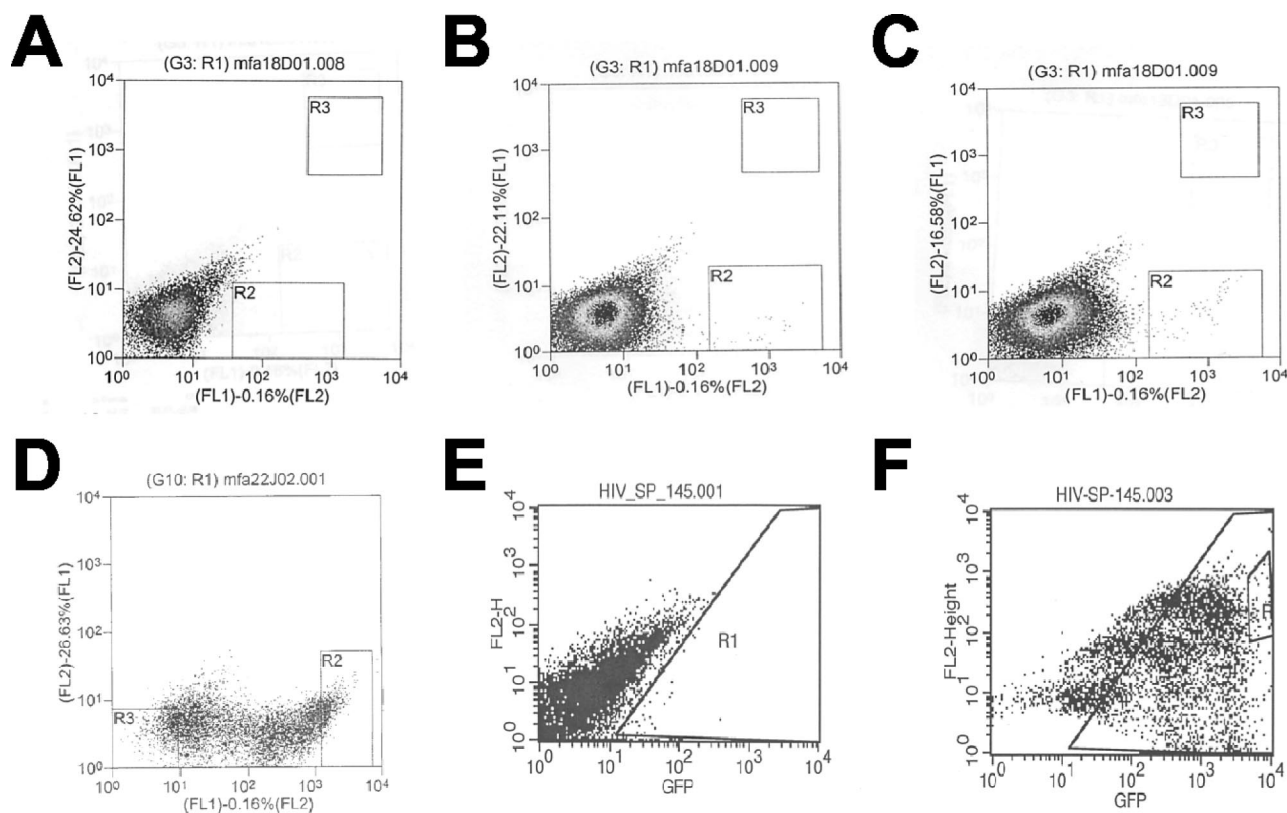 A
(G3: R1) mfa18D01.008
(FL2)-24.62%(FL1)
10⁴
10³
10²
10¹
10⁰
R3
R2
10⁰ 10¹ 10² 10³ 10⁴
(FL1)-0.16%(FL2)
B
(G3: R1) mfa18D01.009
(FL2)-22.11%(FL1)
10⁴
10³
10²
10¹
10⁰
R3
R2
10⁰ 10¹ 10² 10³ 10⁴
(FL1)-0.16%(FL2)
C
(G3: R1) mfa18D01.009
(FL2)-16.58%(FL1)
10⁴
10³
10²
10¹
10⁰
R3
R2
10⁰ 10¹ 10² 10³ 10⁴
(FL1)-0.16%(FL2)
D
(G10: R1) mfa22J02.001
(FL2)-26.63%(FL1)
10⁴
10³
10²
10¹
10⁰
R2
R3
10⁰ 10¹ 10² 10³ 10⁴
(FL1)-0.16%(FL2)
E
HIV_SP_145.001
FL2-H
10⁴
10³
10²
10¹
10⁰
R1
10⁰ 10¹ 10² 10³ 10⁴
GFP
F
HIV-SP-145.003
FL2-Height
10⁴
10³
10²
10¹
10⁰
10⁰ 10¹ 10² 10³ 10⁴
GFP